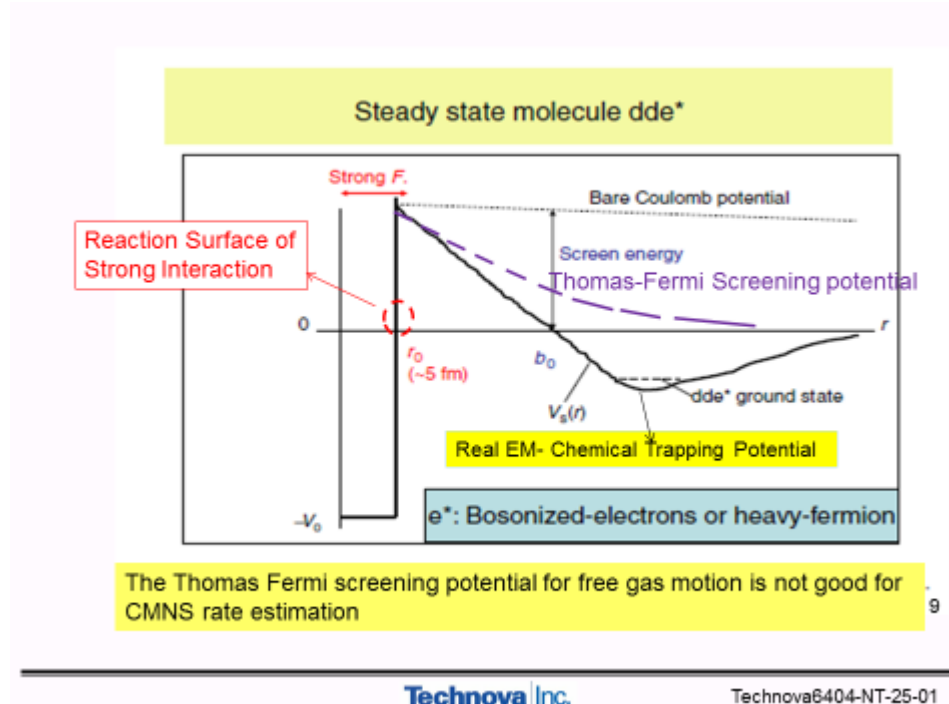 Steady state molecule dde*
Strong F.
Bare Coulomb potential
Reaction Surface of
Strong Interaction
Screen energy
Thomas-Fermi Screening potential
0
r
r₀
(~5 fm)
b₀
dde* ground state
Vₛ(r)
Real EM- Chemical Trapping Potential
–V₀
e*: Bosonized-electrons or heavy-fermion
The Thomas Fermi screening potential for free gas motion is not good for
CMNS rate estimation
9
Technova Inc.
Technova6404-NT-25-01